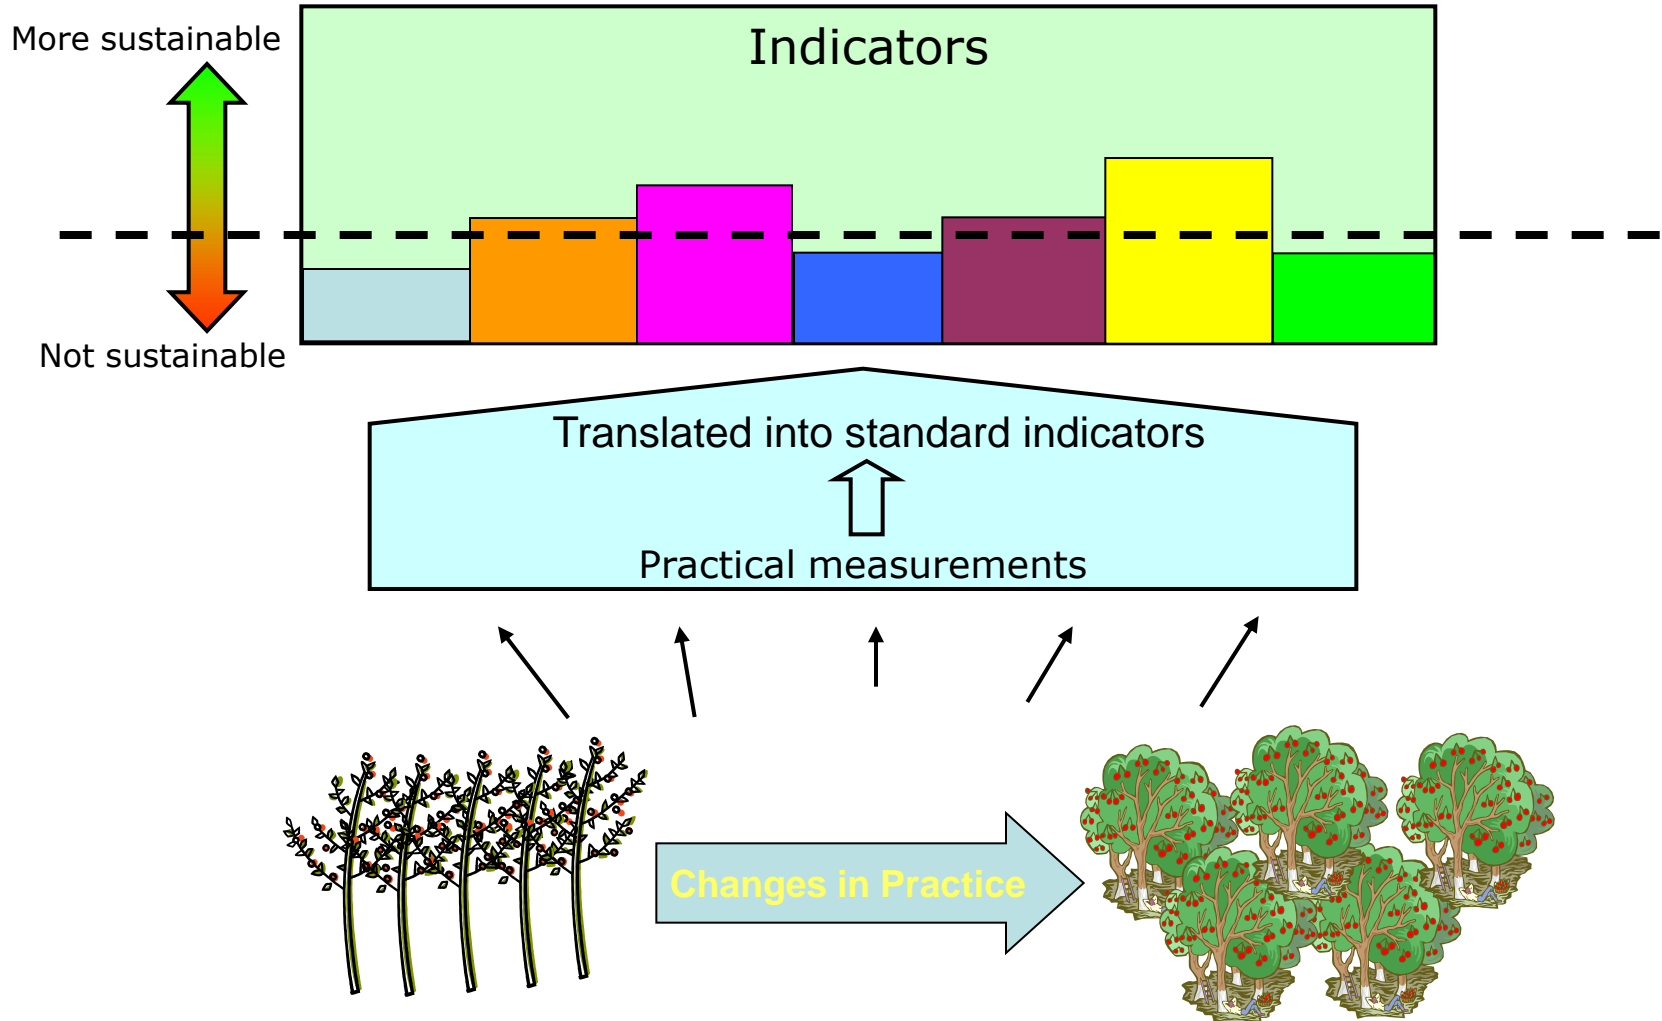 More sustainable
Indicators
Not sustainable
Translated into standard indicators
Practical measurements
Changes in Practice